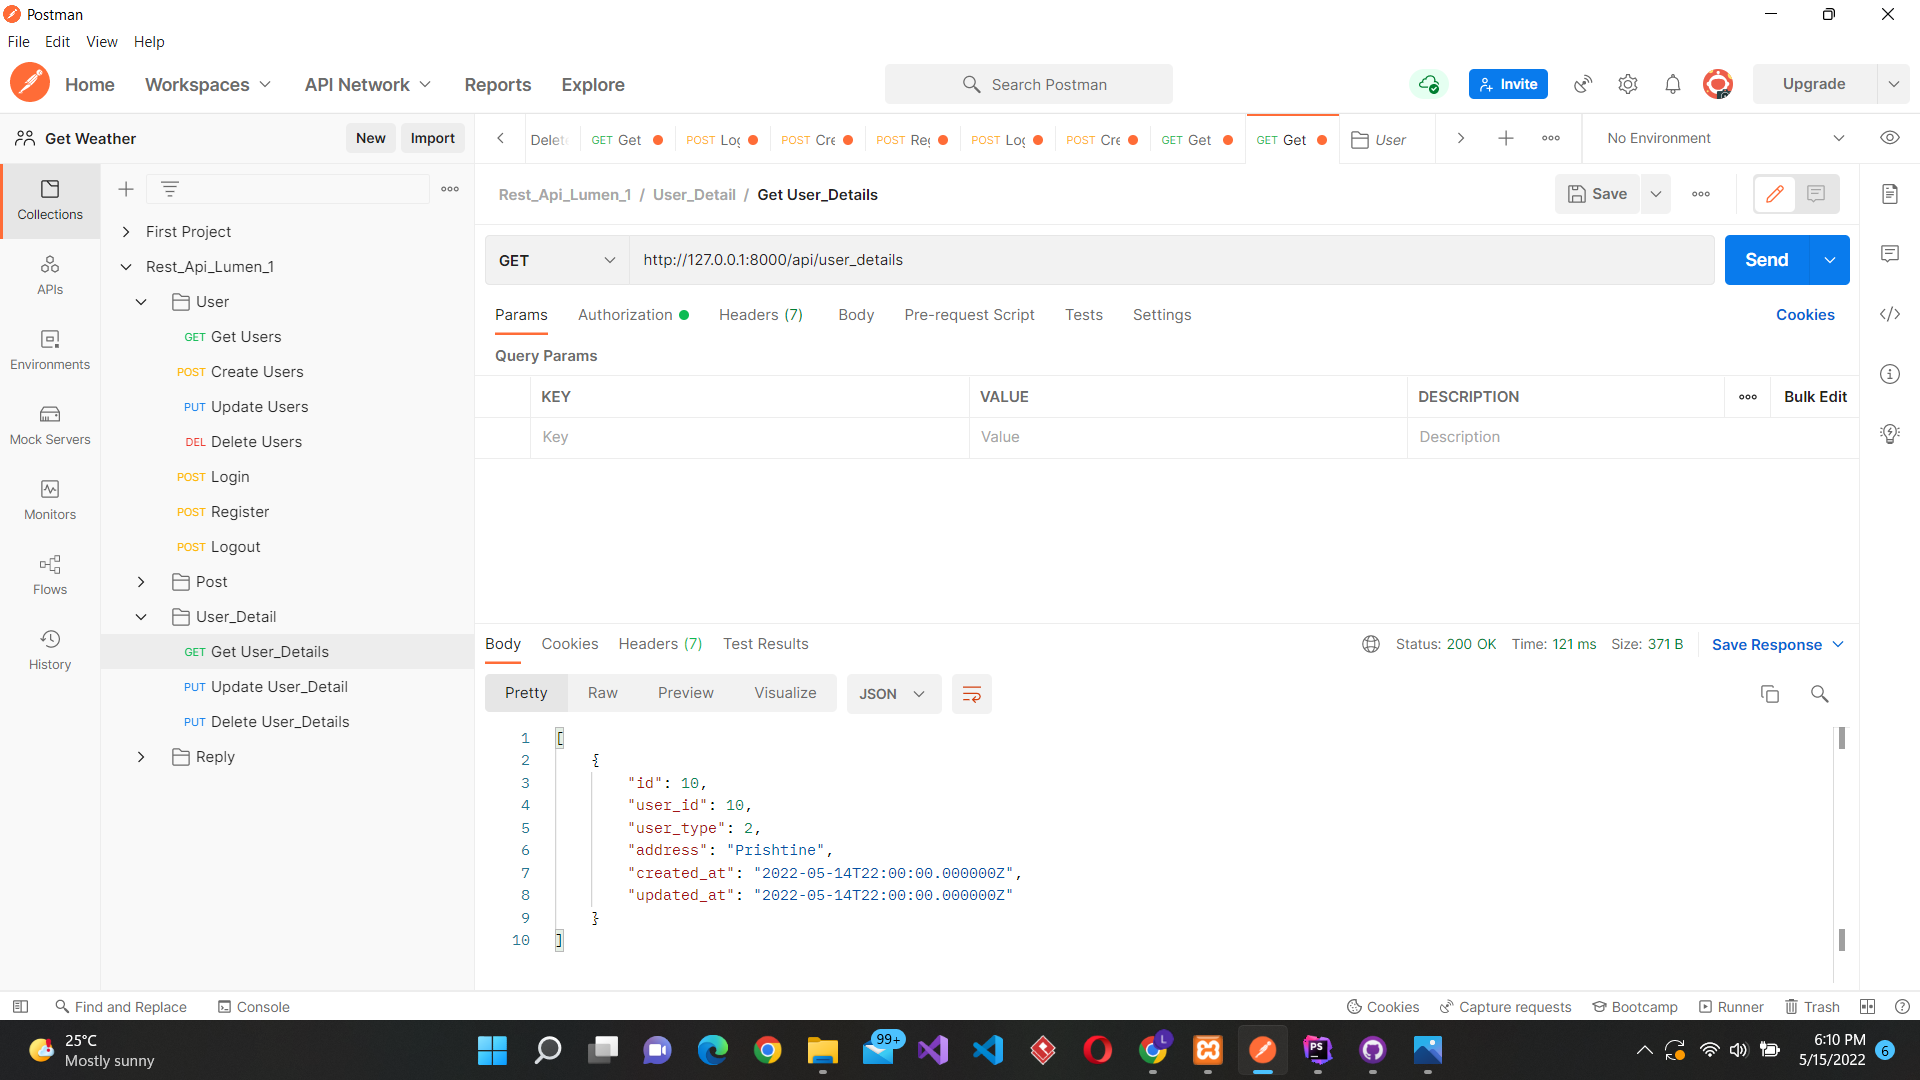 Postman
File Edit View Help
Home Workspaces API Network Reports Explore Search Postman Invite Upgrade
Get Weather New Import
Delete GET Get POST Log POST Cre POST Reg POST Log POST Cre GET Get GET Get User No Environment
Collections
APIs
Environments
Mock Servers
Monitors
Flows
History
First Project
Rest_Api_Lumen_1
User
GET Get Users
POST Create Users
PUT Update Users
DEL Delete Users
POST Login
POST Register
POST Logout
Post
User_Detail
GET Get User_Details
PUT Update User_Detail
PUT Delete User_Details
Reply
Rest_Api_Lumen_1 / User_Detail / Get User_Details Save
GET http://127.0.0.1:8000/api/user_details Send
Params Authorization Headers (7) Body Pre-request Script Tests Settings Cookies
Query Params
KEY VALUE DESCRIPTION Bulk Edit
Key Value Description
Body Cookies Headers (7) Test Results Status: 200 OK Time: 121 ms Size: 371 B Save Response
Pretty Raw Preview Visualize JSON
1 [
2 {
3 "id": 10,
4 "user_id": 10,
5 "user_type": 2,
6 "address": "Prishtine",
7 "created_at": "2022-05-14T22:00:00.000000Z",
8 "updated_at": "2022-05-14T22:00:00.000000Z"
9 }
10 ]
Find and Replace Console Cookies Capture requests Bootcamp Runner Trash
25°C
Mostly sunny
99+
L
PS
6:10 PM
5/15/2022
6